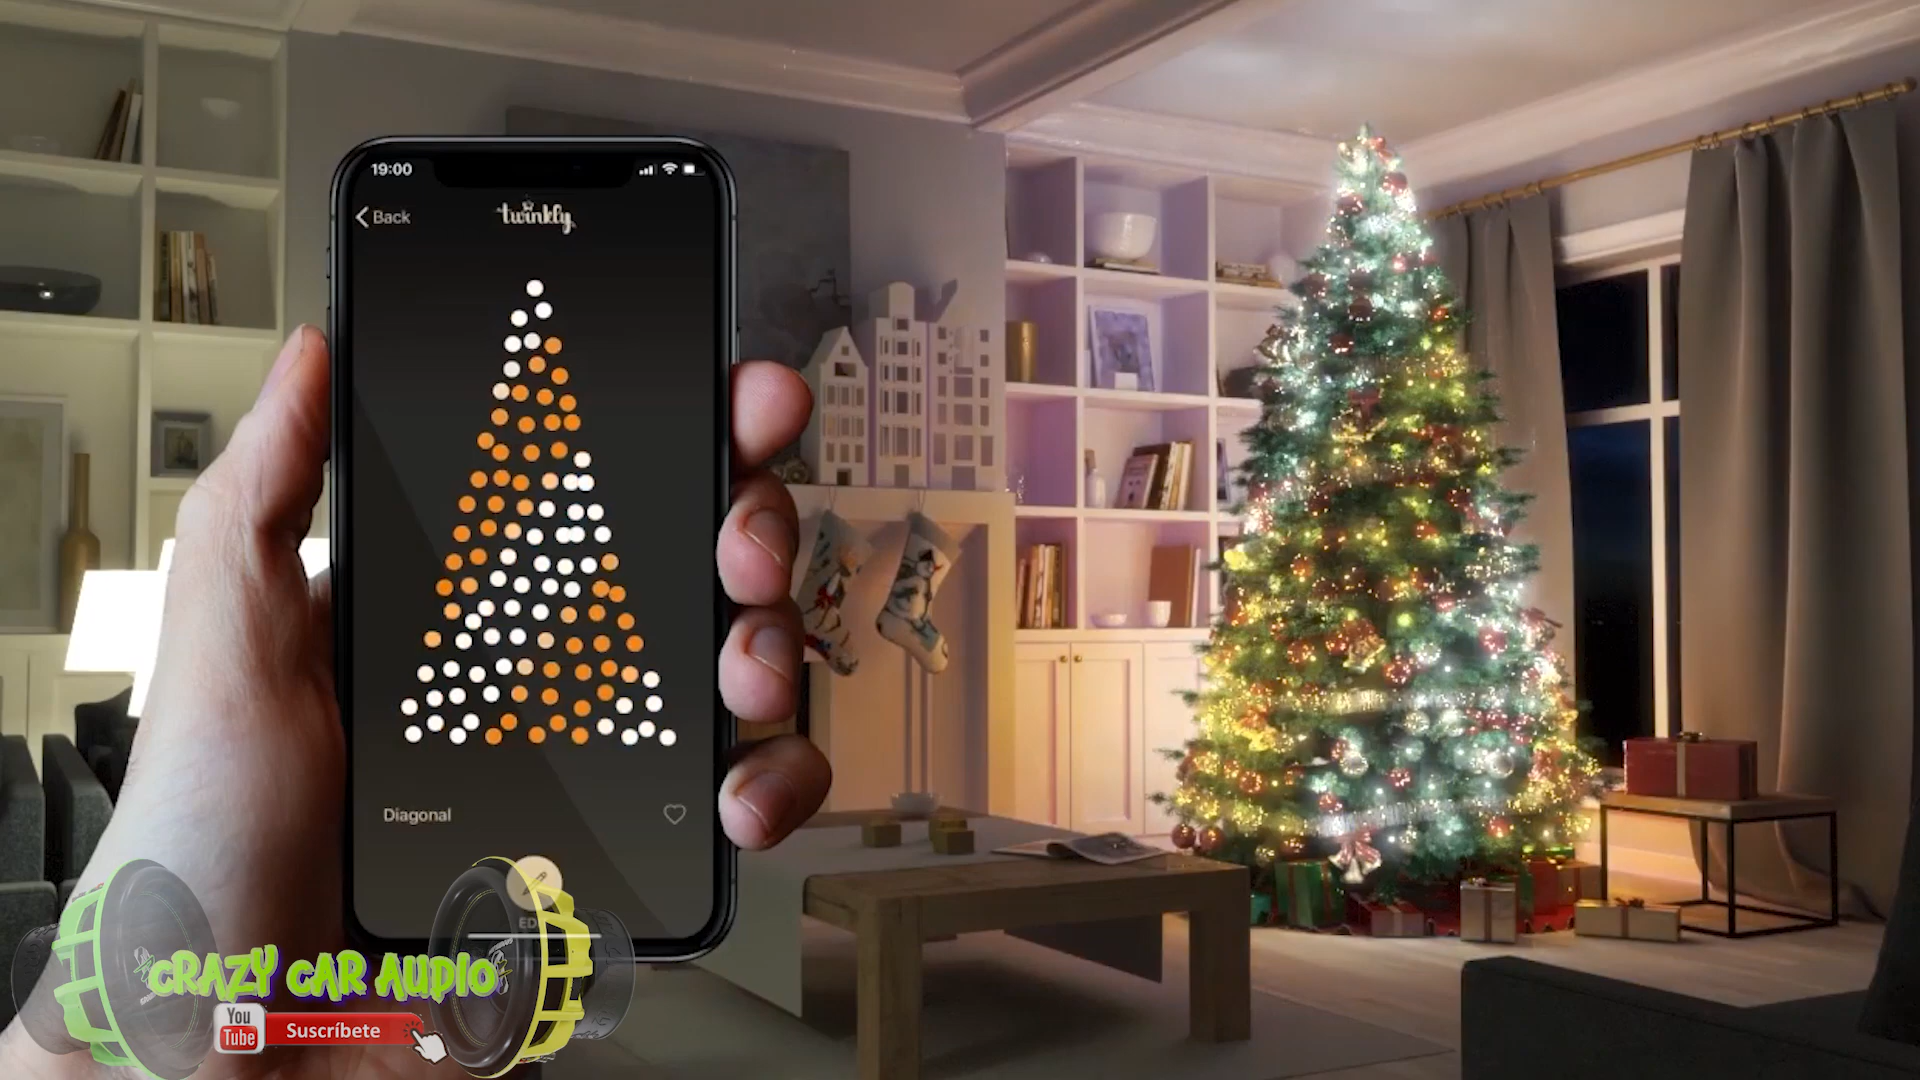 19:00
Back
twinkly
Diagonal
CRAZY CAR AUDIO
You
Tube
Suscríbete